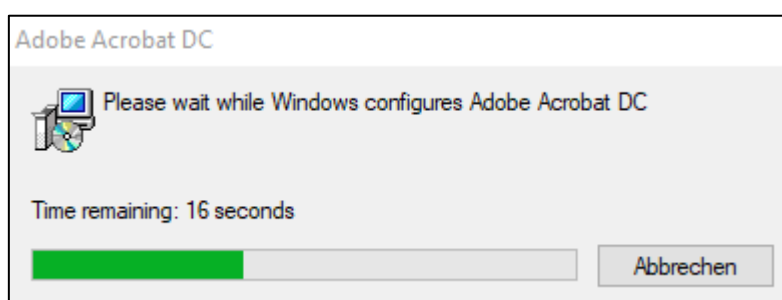 Adobe Acrobat DC
Please wait while Windows configures Adobe Acrobat DC
Time remaining: 16 seconds
Abbrechen